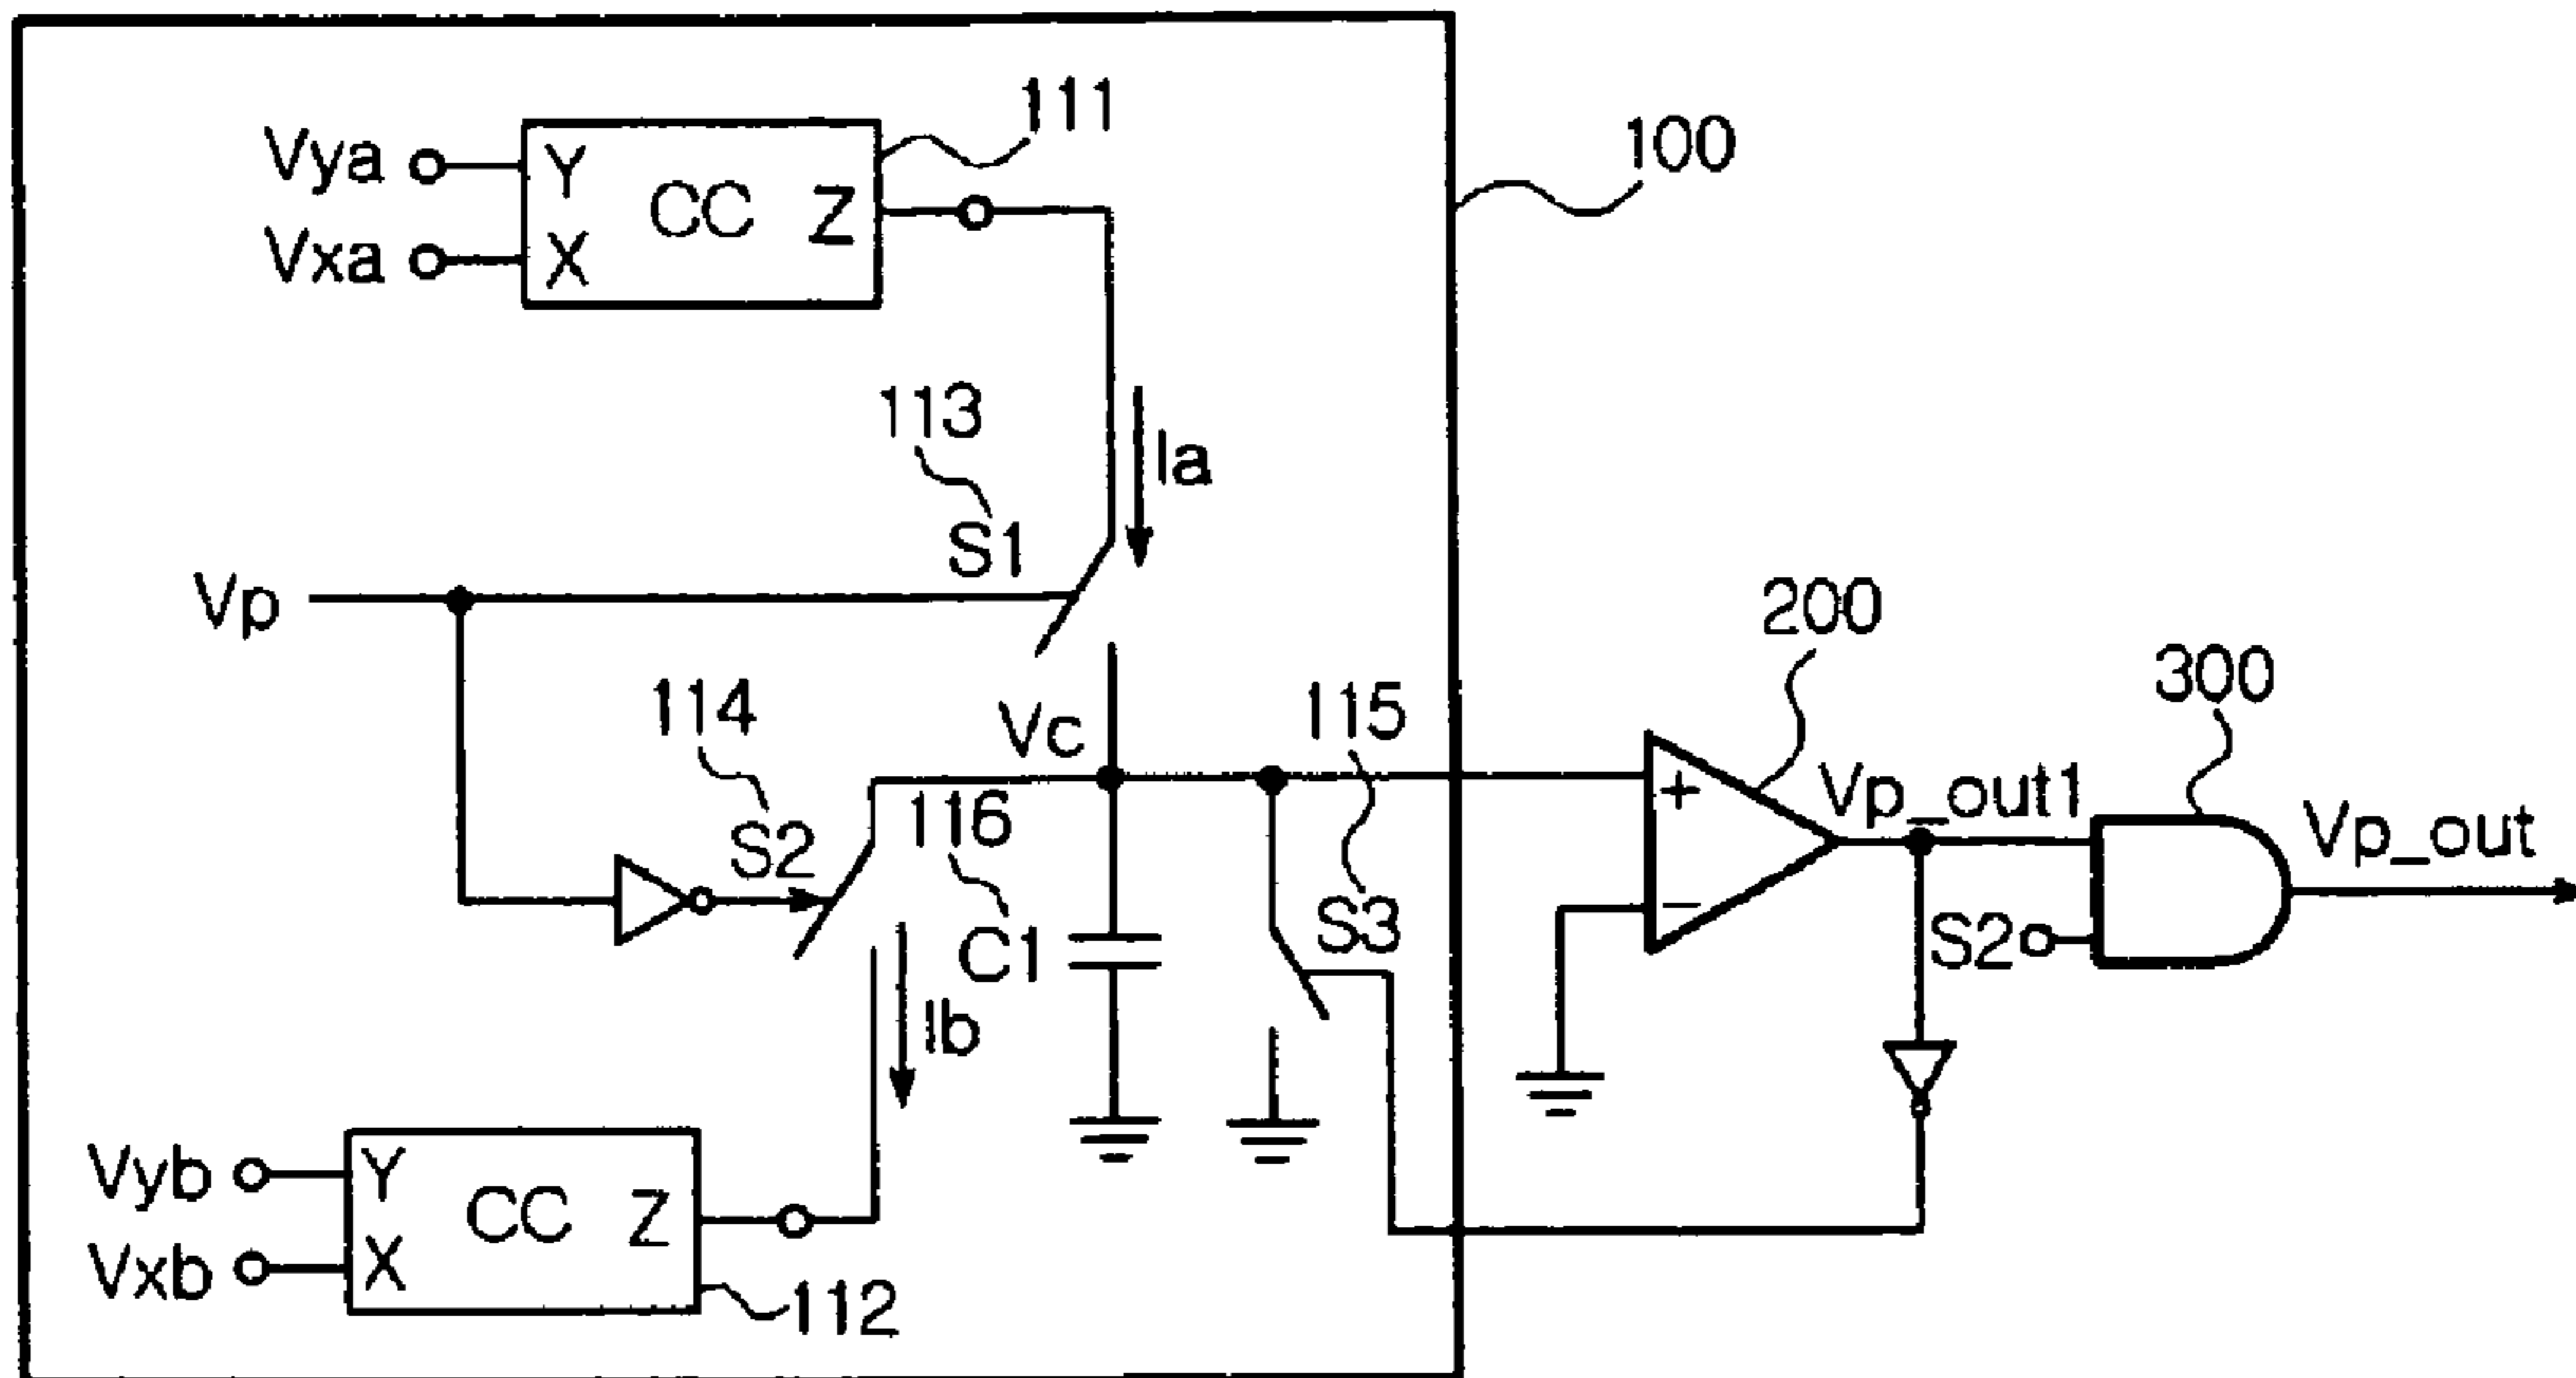 111
Vya
Y
CC
Z
Vxa
X
100
113
Ia
S1
Vp
200
300
114
Vc
115
S2
116
+
Vp_out1
Vp_out
−
C1
S3
S2
Ib
Vyb
Y
CC
Z
Vxb
X
112